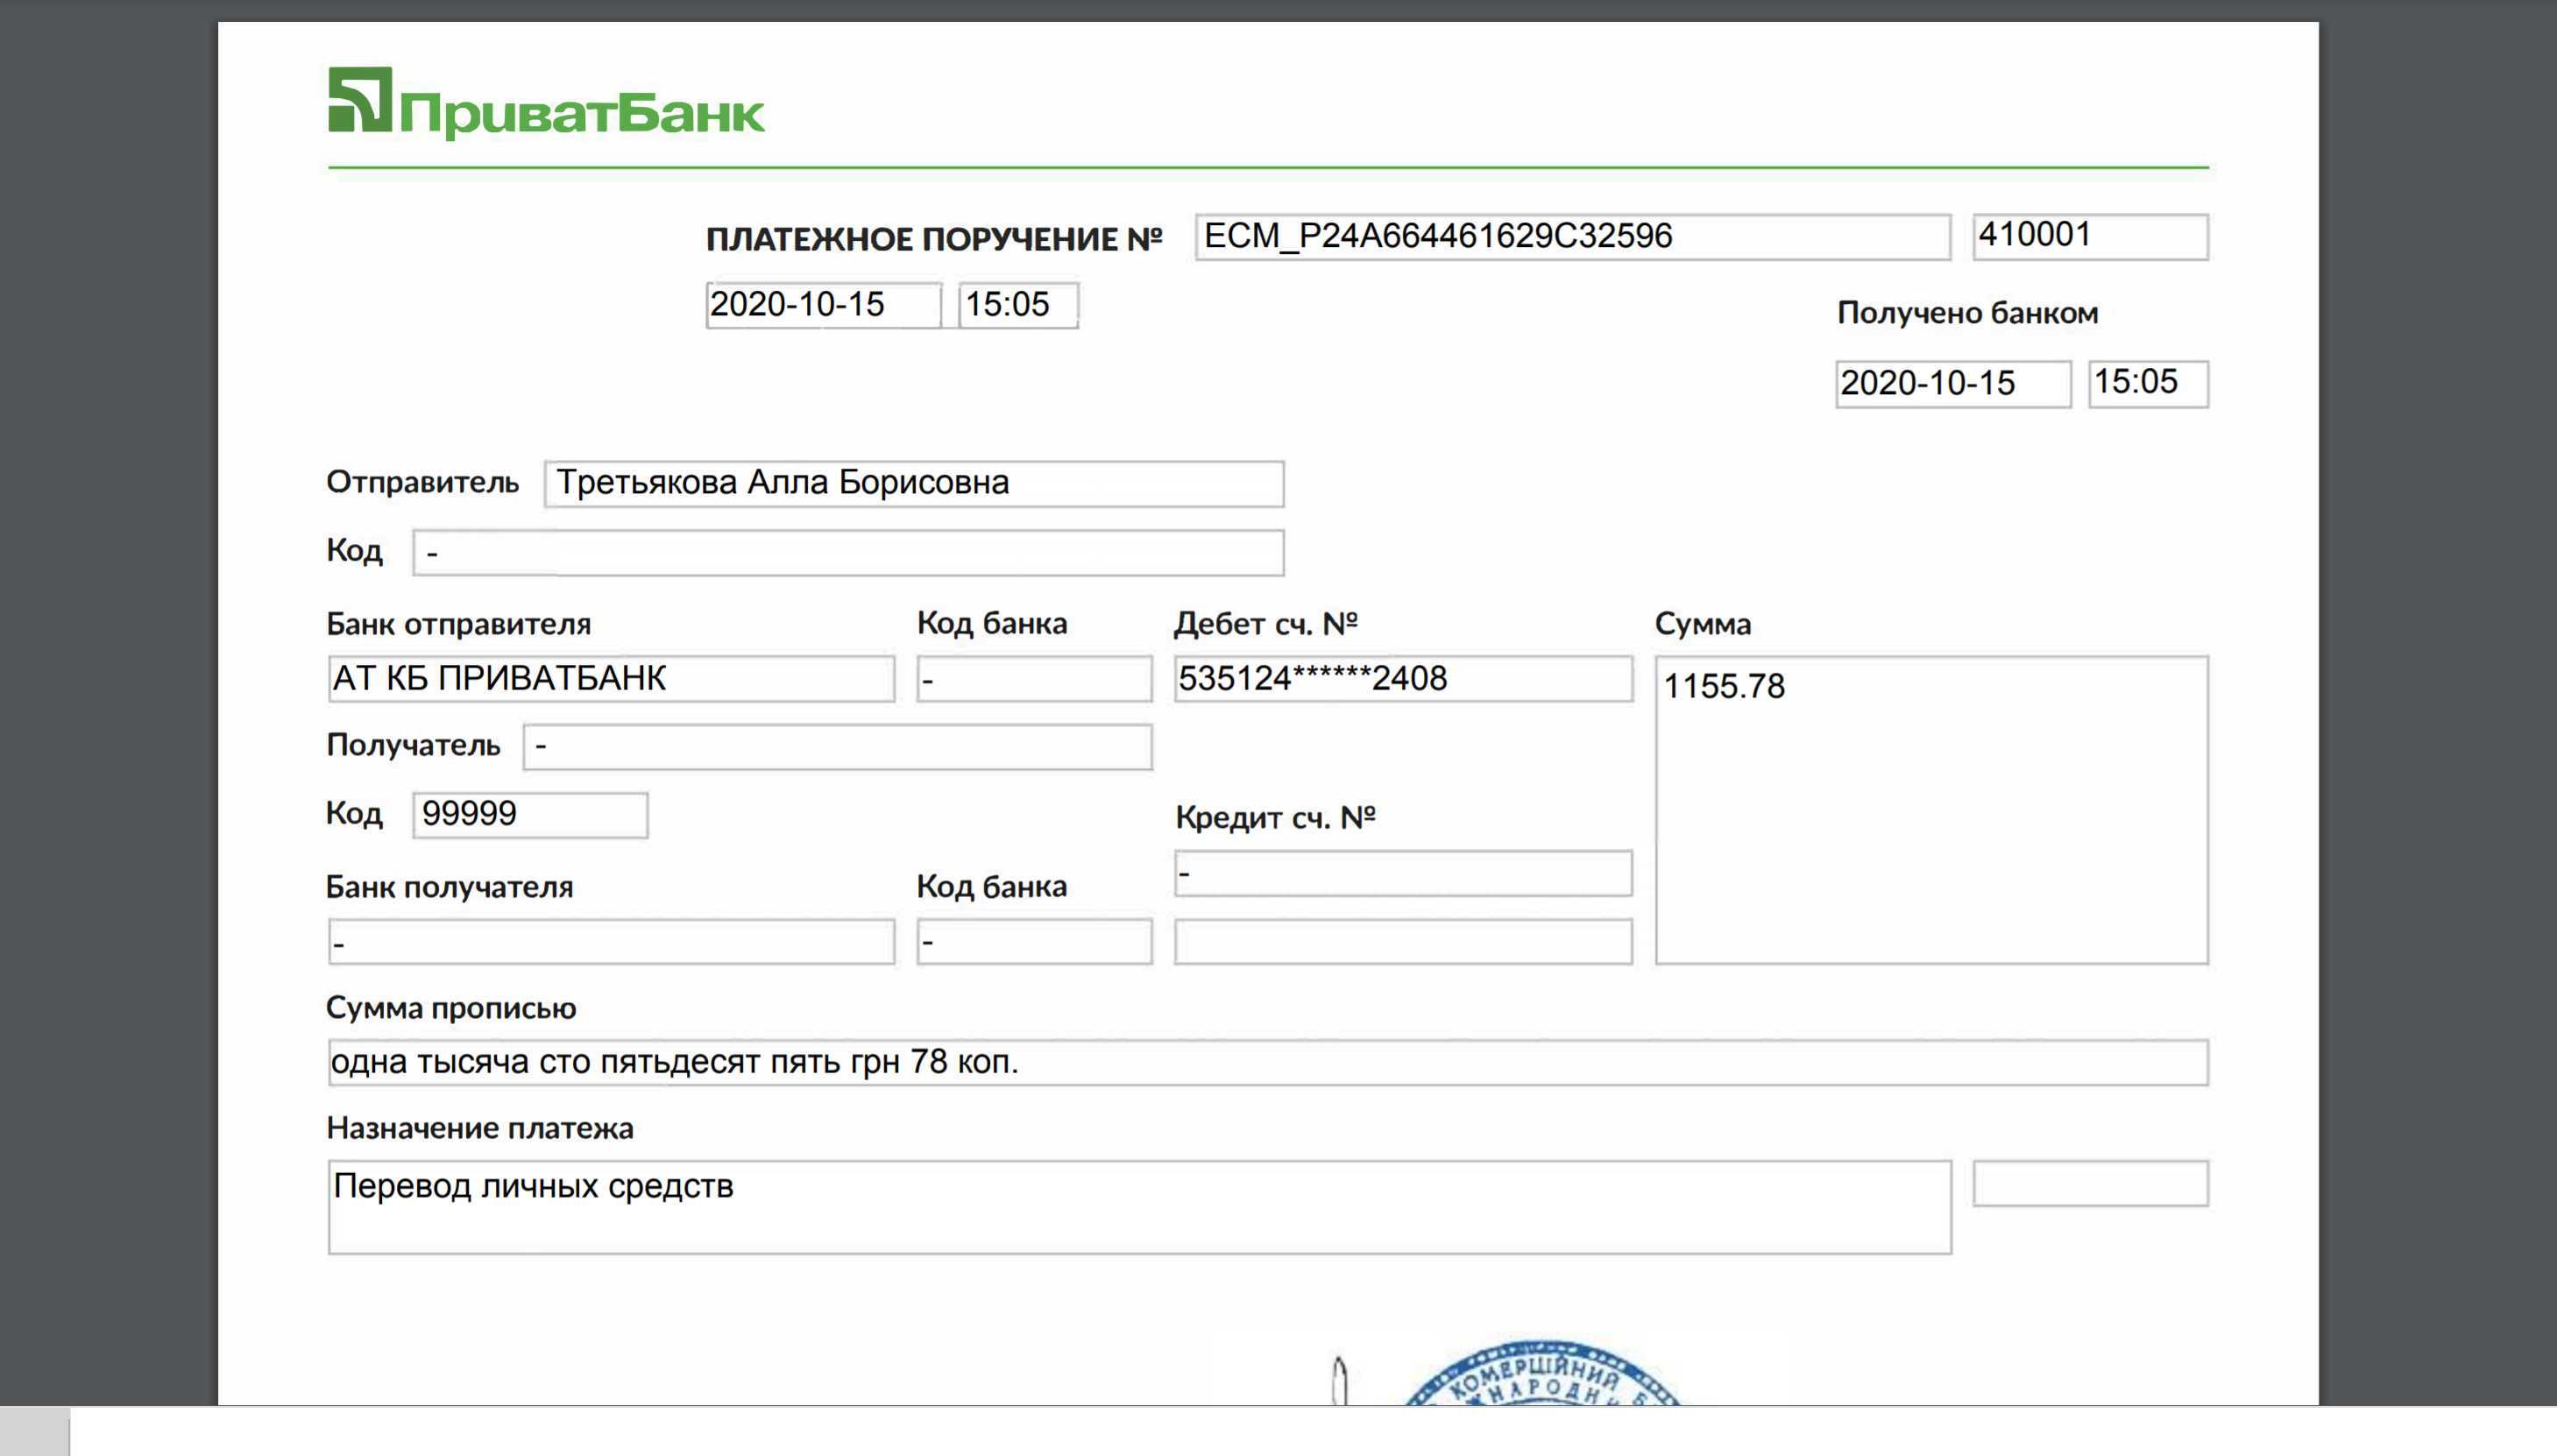 ПриватБанк
ПЛАТЕЖНОЕ ПОРУЧЕНИЕ № ECM_P24A664461629C32596 410001
2020-10-15 15:05
Получено банком
2020-10-15 15:05
Отправитель Третьякова Алла Борисовна
Код -
Банк отправителя Код банка Дебет сч. № Сумма
АТ КБ ПРИВАТБАНК - 535124******2408 1155.78
Получатель -
Код 99999
Кредит сч. №
-
Банк получателя Код банка
- -
Сумма прописью
одна тысяча сто пятьдесят пять грн 78 коп.
Назначение платежа
Перевод личных средств
КОМЕРЦІЙНИЙ